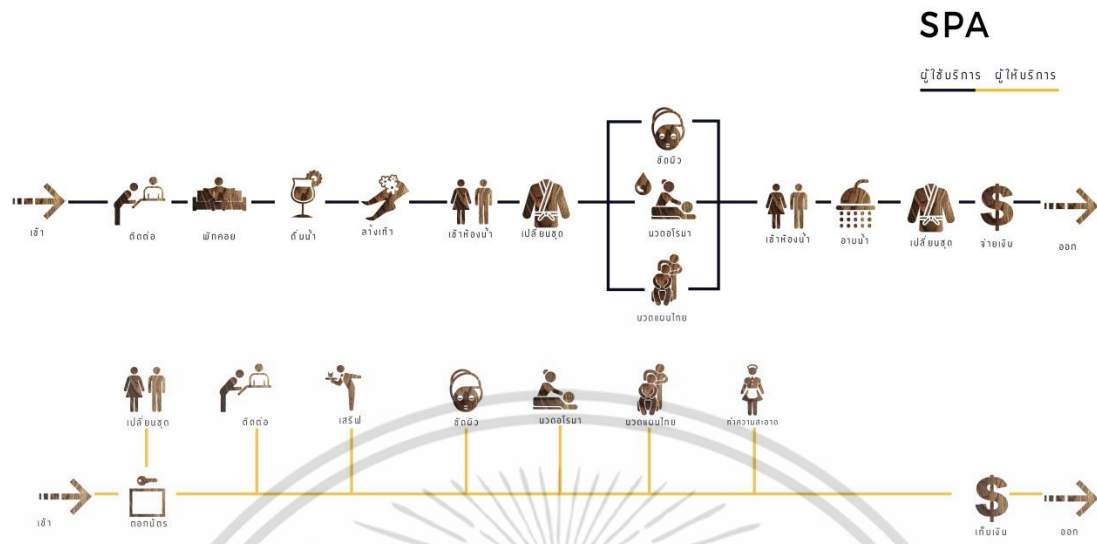 SPA
ผู้ใช้บริการ ผู้ให้บริการ
ขัดผิว
เข้า ติดต่อ พักคอย ดื่มน้ำ ล้างเท้า เข้าห้องน้ำ เปลี่ยนชุด นวดอโรมา เข้าห้องน้ำ อาบน้ำ เปลี่ยนชุด จ่ายเงิน ออก
นวดแผนไทย
เปลี่ยนชุด ติดต่อ เสริฟ ขัดผิว นวดอโรมา นวดแผนไทย ทำความสะอาด
เข้า ตอกบัตร เก็บเงิน ออก